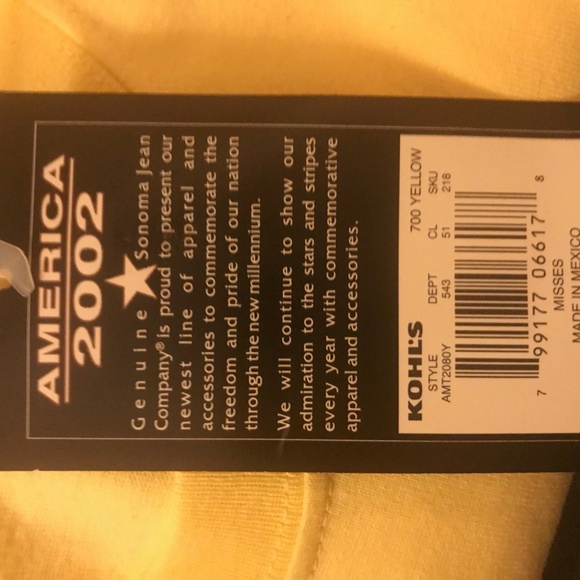 AMERICA
2002
Genuine Sonoma Jean
Company® is proud to present our
newest line of apparel and
accessories to commemorate the
freedom and pride of our nation
through the new millennium.
We will continue to show our
admiration to the stars and stripes
every year with commemorative
apparel and accessories.
700 YELLOW
KOHL'S
STYLE DEPT CL SKU
AMT2080Y 543 51 218
7 99177 06617 8
MISSES
MADE IN MEXICO